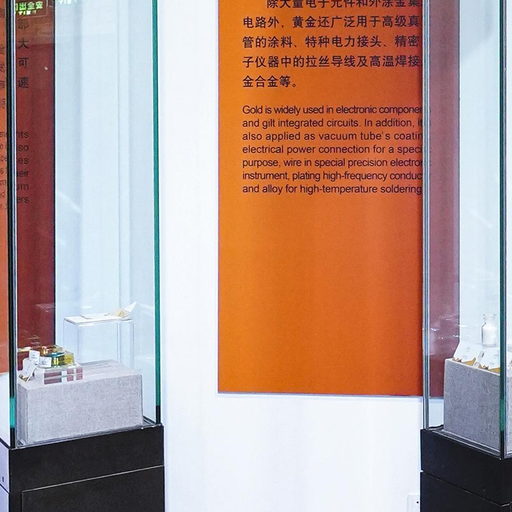 除大量电子元件和外涂金集
电路外，黄金还广泛用于高级真
管的涂料、特种电力接头、精密
子仪器中的拉丝导线及高温焊接
金合金等。
Gold is widely used in electronic componen
and gilt integrated circuits. In addition, it
also applied as vacuum tube's coatin
electrical power connection for a speci
purpose, wire in special precision electron
instrument, plating high-frequency conduc
and alloy for high-temperature soldering
大
可
速